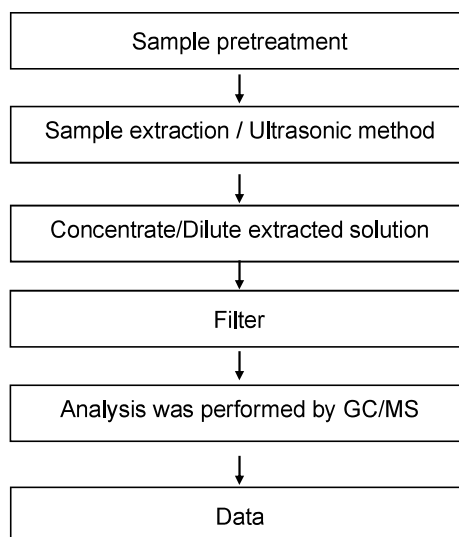 Sample pretreatment
Sample extraction / Ultrasonic method
Concentrate/Dilute extracted solution
Filter
Analysis was performed by GC/MS
Data